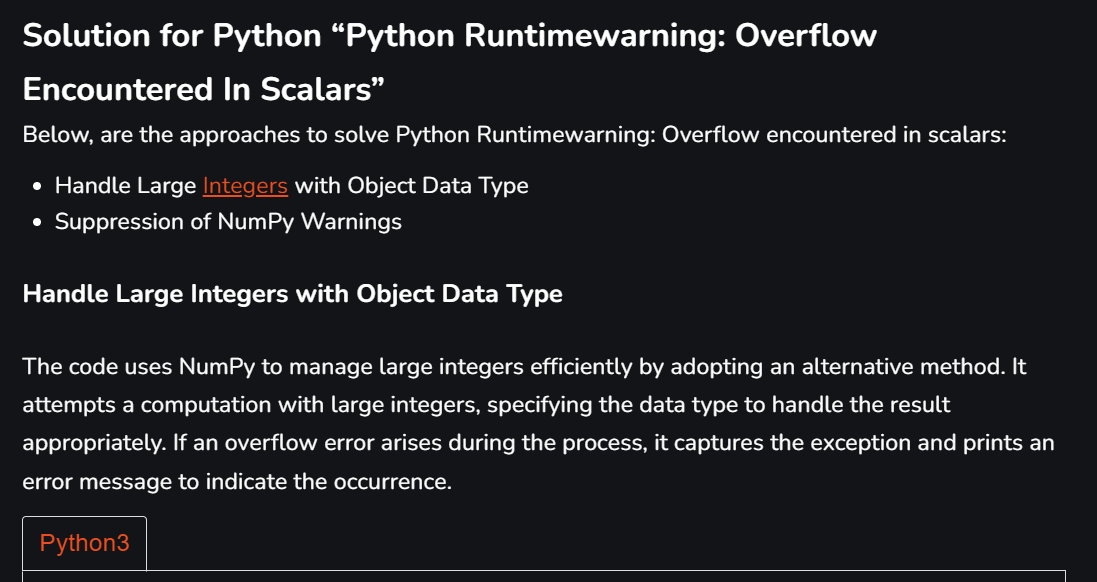 Solution for Python “Python Runtimewarning: Overflow
Encountered In Scalars”
Below, are the approaches to solve Python Runtimewarning: Overflow encountered in scalars:
• Handle Large Integers with Object Data Type
• Suppression of NumPy Warnings
Handle Large Integers with Object Data Type
The code uses NumPy to manage large integers efficiently by adopting an alternative method. It
attempts a computation with large integers, specifying the data type to handle the result
appropriately. If an overflow error arises during the process, it captures the exception and prints an
error message to indicate the occurrence.
Python3